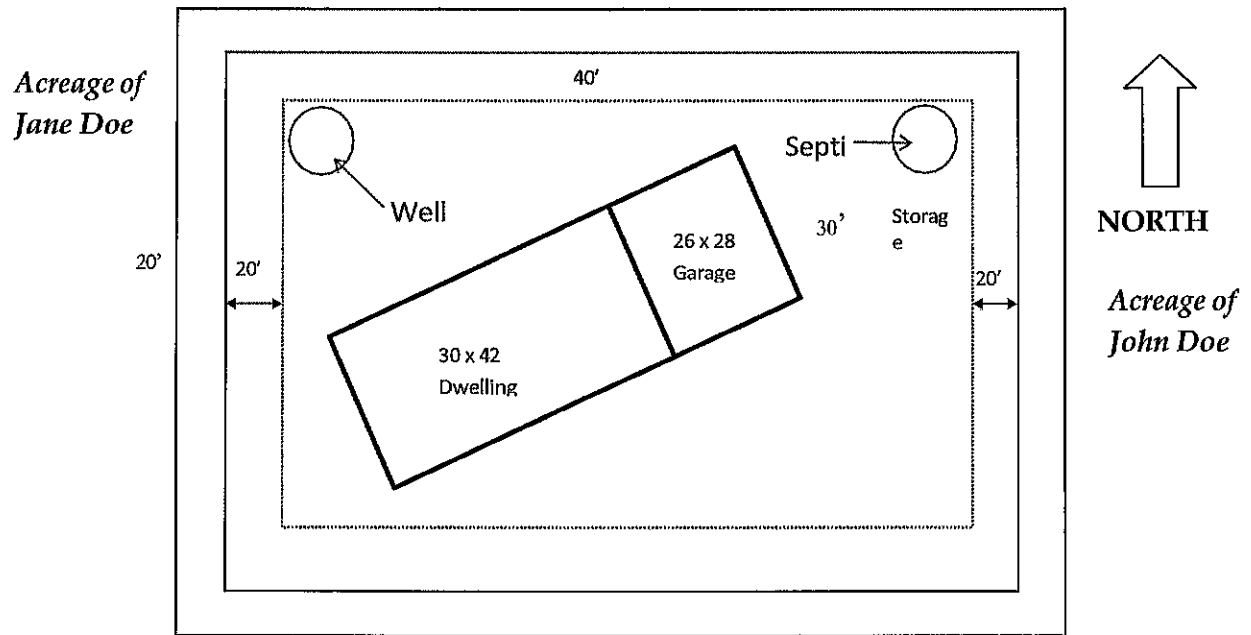 40'
Acreage of
Jane Doe
Septi
Well
NORTH
30'
Storag
e
26 x 28
Garage
20'
20'
20'
Acreage of
John Doe
30 x 42
Dwelling